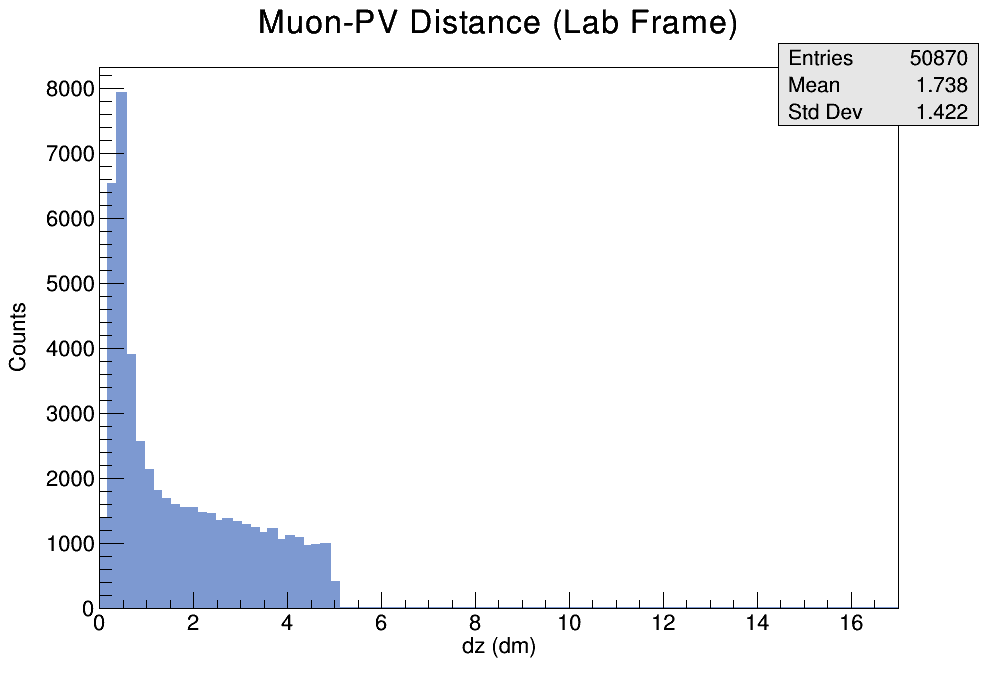 Muon-PV Distance (Lab Frame)
Entries 50870
Mean 1.738
Std Dev 1.422
8000
7000
6000
5000
4000
3000
2000
1000
0
Counts
0 2 4 6 8 10 12 14 16
dz (dm)